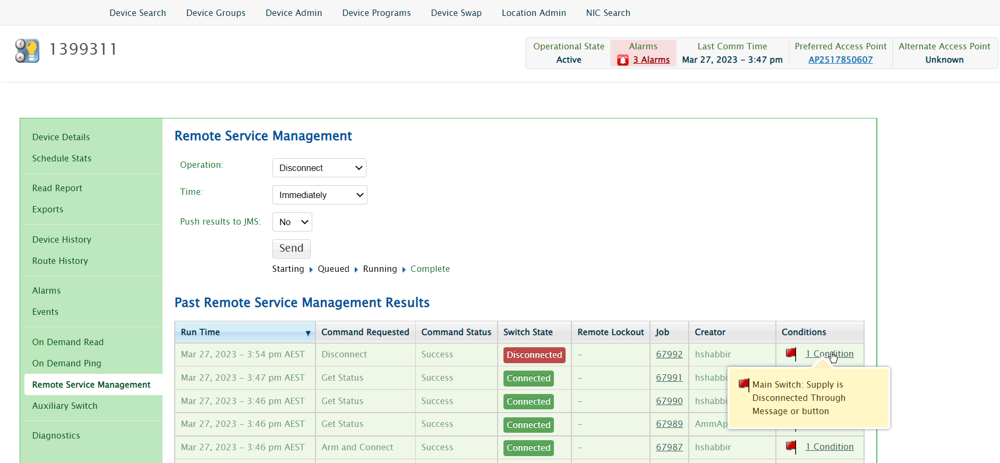 Device Search Device Groups Device Admin Device Programs Device Swap Location Admin NIC Search
1399311
Operational State Alarms Last Comm Time Preferred Access Point Alternate Access Point
Active 3 Alarms Mar 27, 2023 – 3:47 pm AP2517850607 Unknown
Device Details
Schedule Stats
Read Report
Exports
Device History
Route History
Alarms
Events
On Demand Read
On Demand Ping
Remote Service Management
Auxiliary Switch
Diagnostics
Remote Service Management
Operation: Disconnect
Time: Immediately
Push results to JMS: No
Send
Starting Queued Running Complete
Past Remote Service Management Results
Run Time Command Requested Command Status Switch State Remote Lockout Job Creator Conditions
Mar 27, 2023 – 3:54 pm AEST Disconnect Success Disconnected – 67992 hshabbir 1 Condition
Mar 27, 2023 – 3:47 pm AEST Get Status Success Connected – 67991
Mar 27, 2023 – 3:46 pm AEST Get Status Success Connected – 67990
Mar 27, 2023 – 3:46 pm AEST Get Status Success Connected – 67989
Mar 27, 2023 – 3:46 pm AEST Arm and Connect Success Connected – 67987 hshabbir 1 Condition
Main Switch: Supply is
Disconnected Through
Message or button